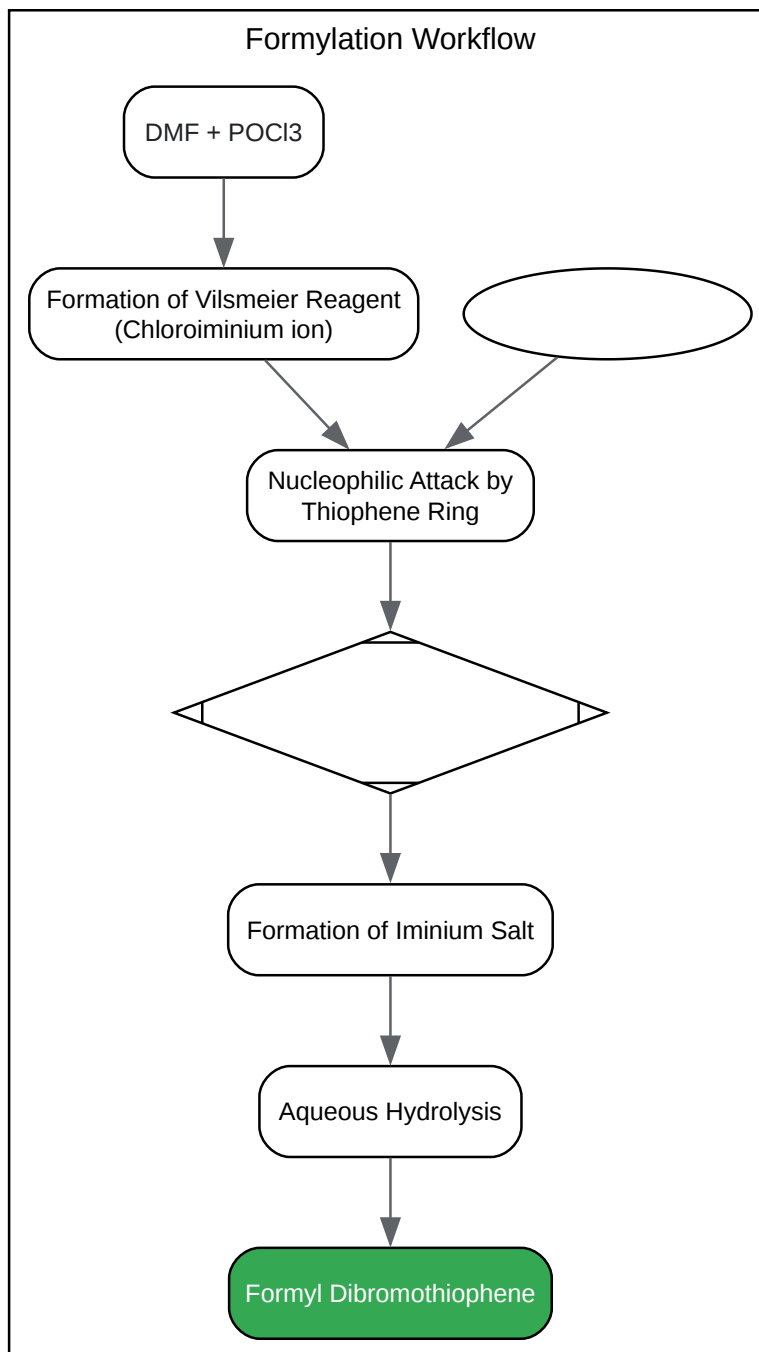 Formylation Workflow
DMF + POCl3
Formation of Vilsmeier Reagent
(Chloroiminium ion)
Nucleophilic Attack by
Thiophene Ring
Formation of Iminium Salt
Aqueous Hydrolysis
Formyl Dibromothiophene